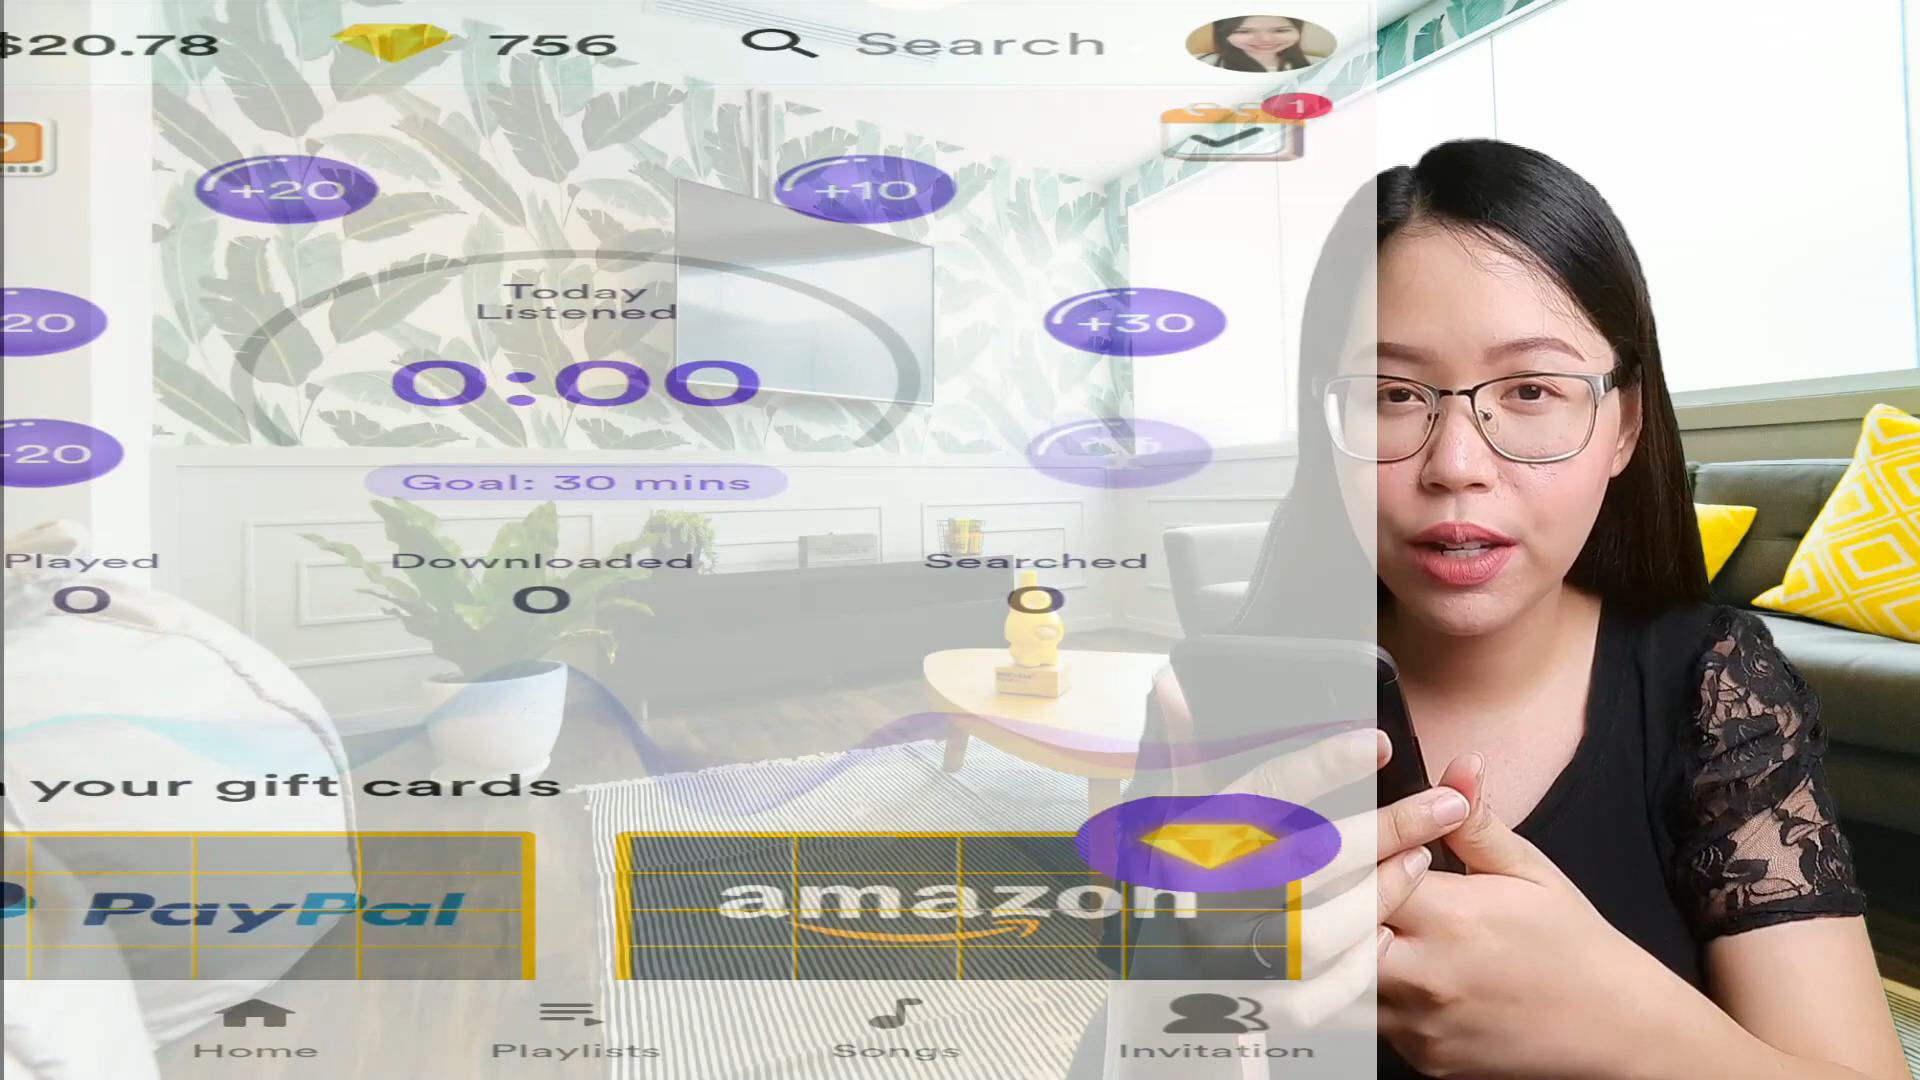 $20.78 756 Search
1
+20 +10
Today
Listened
20 +30
0:00
-20
Goal: 30 mins
Played Downloaded Searched
0 0 0
your gift cards
PayPal amazon
Home Playlists Songs Invitation